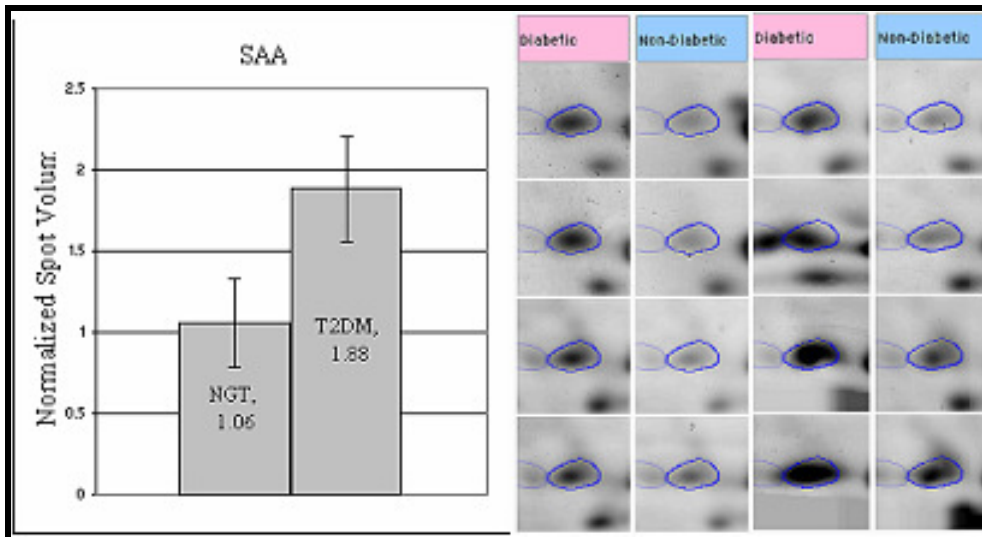 SAA
Normalized Spot Volum
2.5
2
1.5
1
0.5
0
NGT,
1.06
T2DM,
1.88
Diabetic
Non-Diabetic
Diabetic
Non-Diabetic